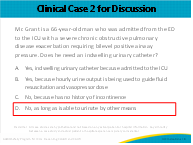 Clinical Case 2 for Discussion
Mr. Grant is a 66-year-old man who was admitted from the ED
to the ICU with a severe chronic obstructive pulmonary
disease exacerbation requiring bilevel positive airway
pressure. Does he need an indwelling urinary catheter?
A. Yes, indwelling urinary catheter because admitted to the ICU
B. Yes, because hourly urine output is being used to guide fluid
resuscitation and vasopressor dose
C. No, because he has no history of incontinence
D. No, as long as is able to urinate by other means